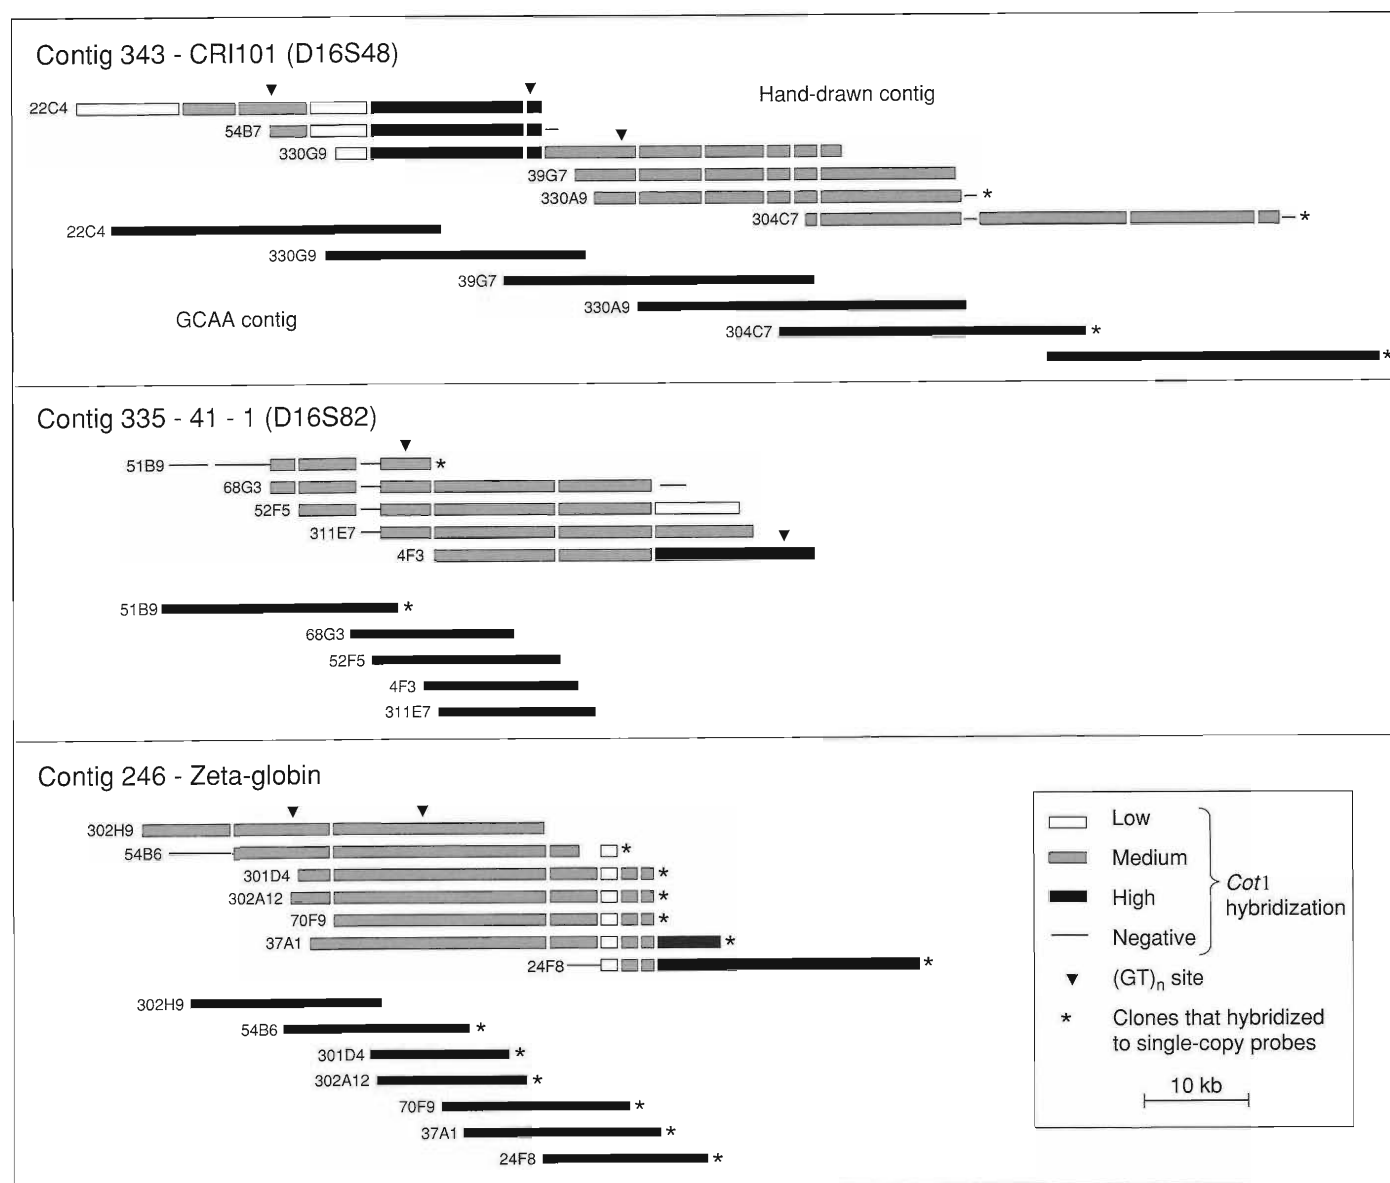 Contig 343 - CRI101 (D16S48)
Hand-drawn contig
22C4
54B7
330G9
39G7
330A9
*
304C7
*
22C4
330G9
39G7
330A9
304C7
*
*
GCAA contig
Contig 335 - 41 - 1 (D16S82)
51B9
*
68G3
52F5
311E7
4F3
51B9
*
68G3
52F5
4F3
311E7
Contig 246 - Zeta-globin
302H9
54B6
*
301D4
*
302A12
*
70F9
*
37A1
*
24F8
*
302H9
54B6
*
301D4
*
302A12
*
70F9
*
37A1
*
24F8
*
Low
Medium
High
Negative
Cot1
hybridization
(GT)n site
* Clones that hybridized
to single-copy probes
10 kb